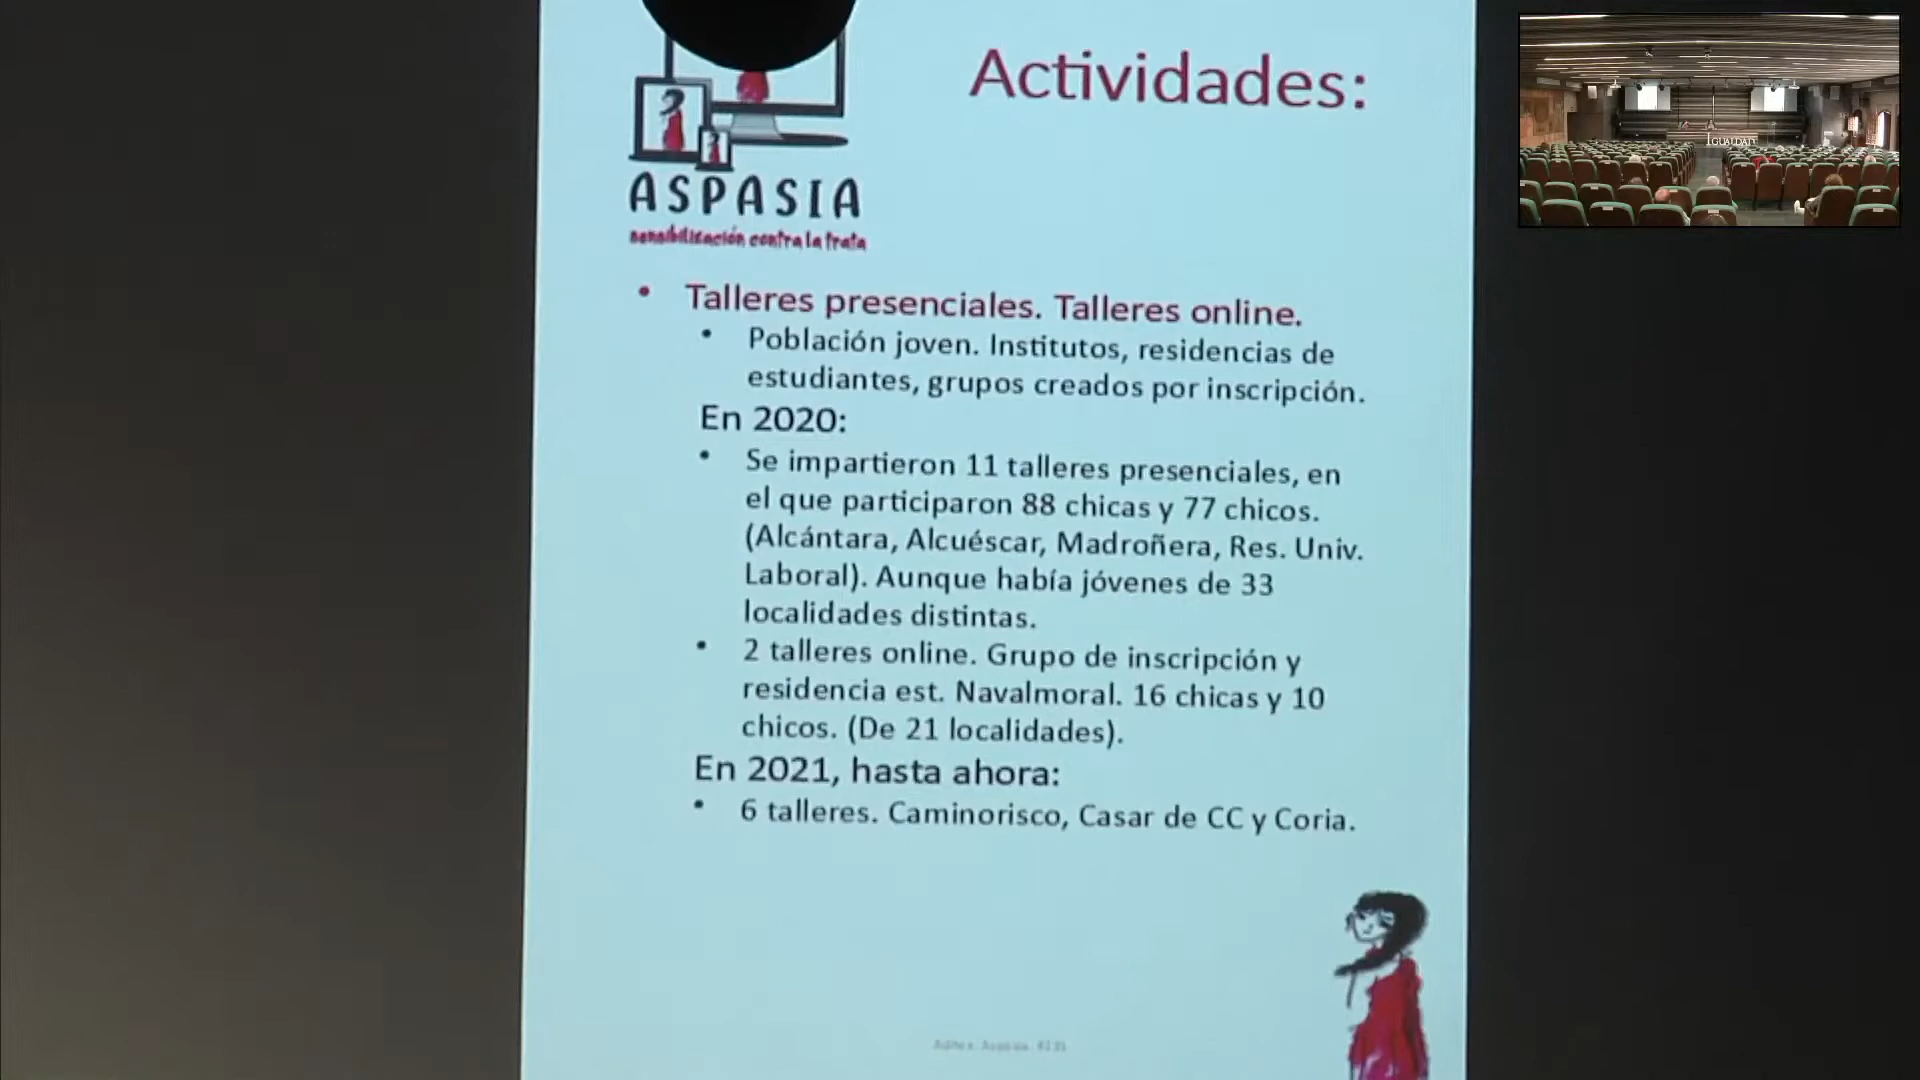 Actividades:
ASPASIA
sensibilización contra la trata
• Talleres presenciales. Talleres online.
• Población joven. Institutos, residencias de
estudiantes, grupos creados por inscripción.
En 2020:
• Se impartieron 11 talleres presenciales, en
el que participaron 88 chicas y 77 chicos.
(Alcántara, Alcuéscar, Madroñera, Res. Univ.
Laboral). Aunque había jóvenes de 33
localidades distintas.
• 2 talleres online. Grupo de inscripción y
residencia est. Navalmoral. 16 chicas y 10
chicos. (De 21 localidades).
En 2021, hasta ahora:
• 6 talleres. Caminorisco, Casar de CC y Coria.
IGUALDAD